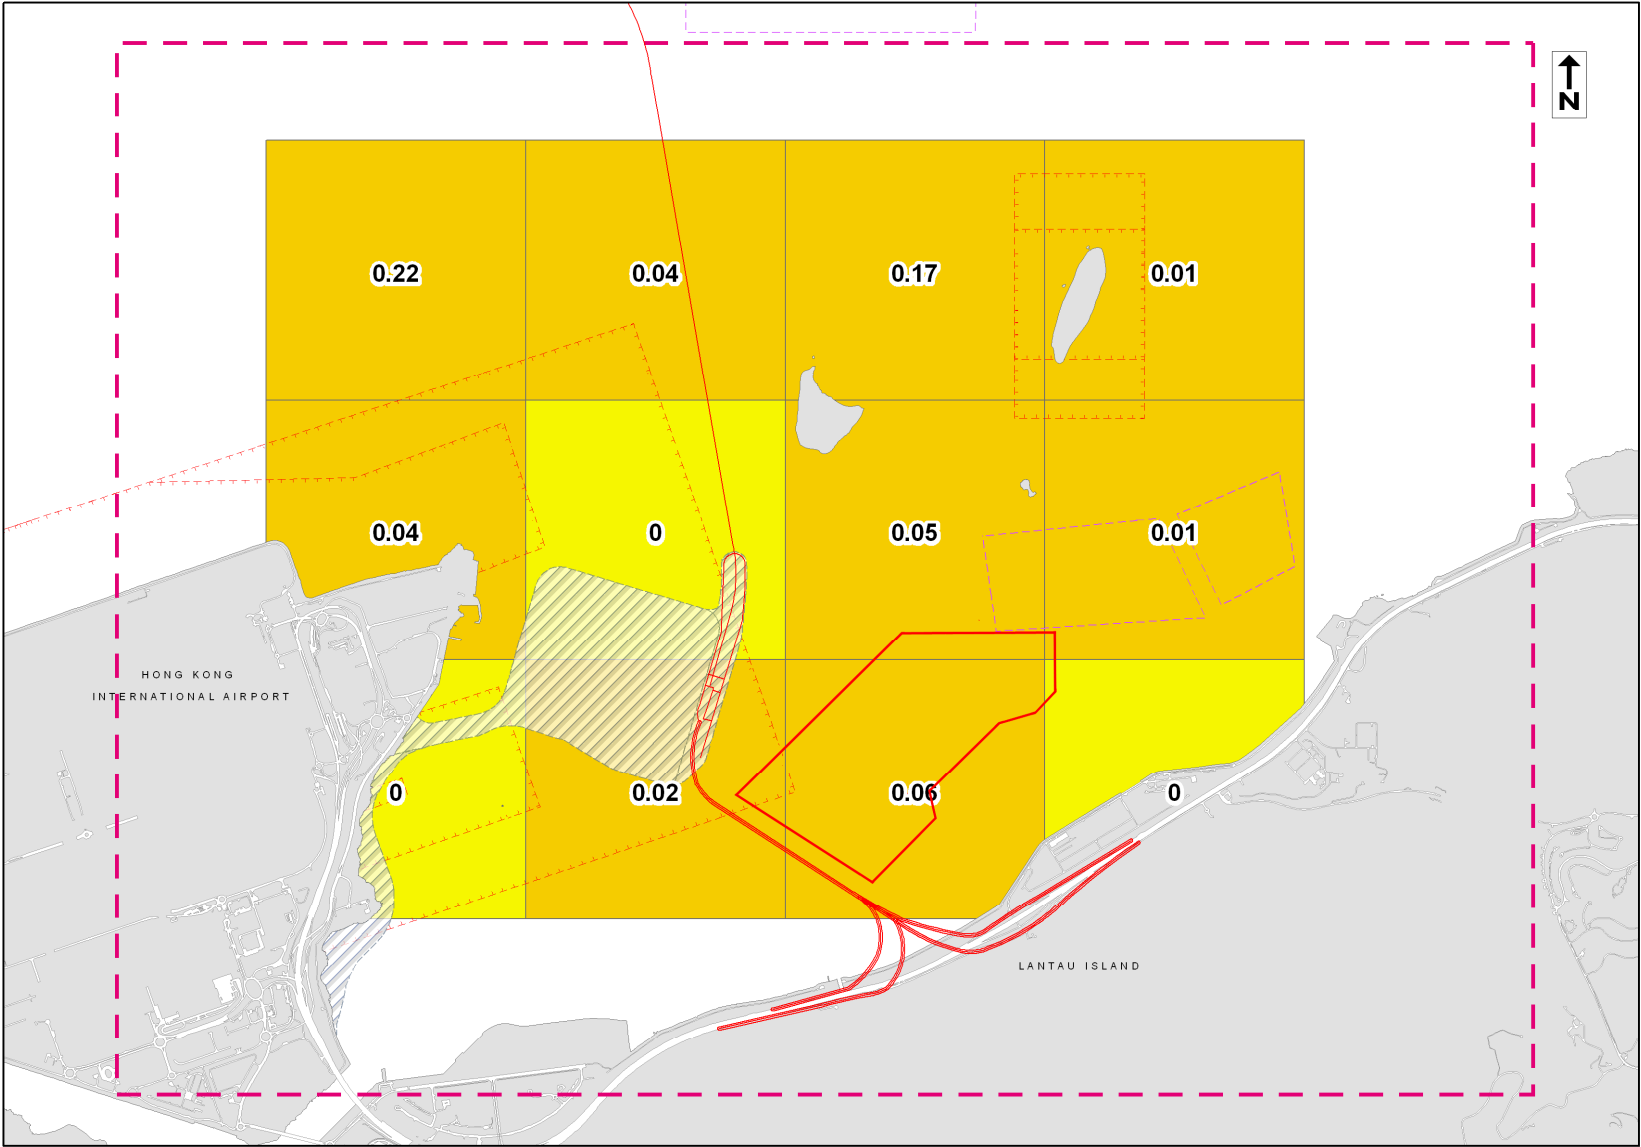 N
0.22 0.04 0.17 0.01
0.04 0 0.05 0.01
HONG KONG
INTERNATIONAL AIRPORT
0 0.02 0.06 0
LANTAU ISLAND